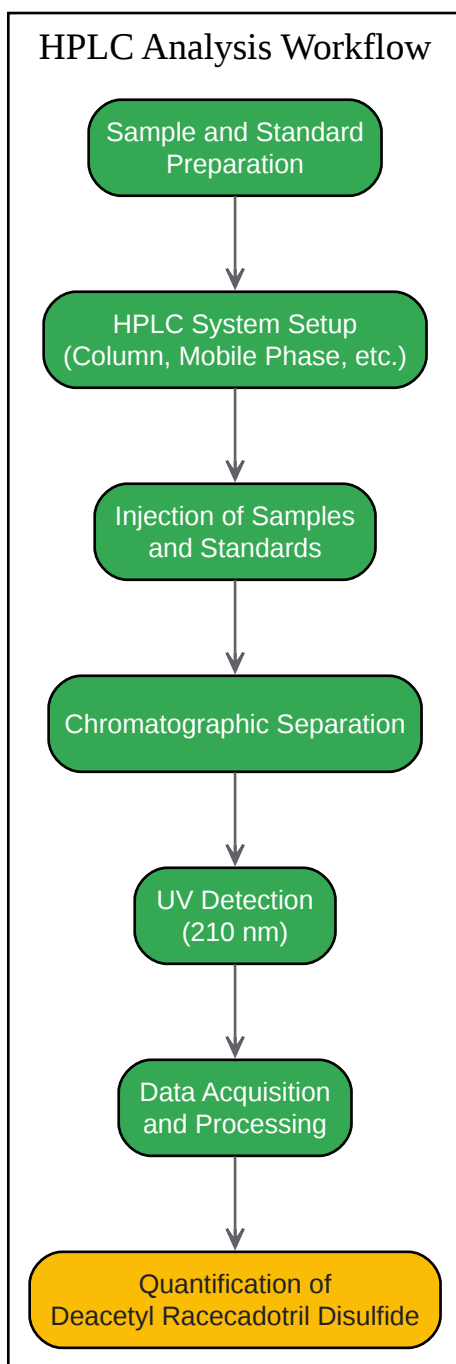 HPLC Analysis Workflow
Sample and Standard
Preparation
HPLC System Setup
(Column, Mobile Phase, etc.)
Injection of Samples
and Standards
Chromatographic Separation
UV Detection
(210 nm)
Data Acquisition
and Processing
Quantification of
Deacetyl Racecadotril Disulfide